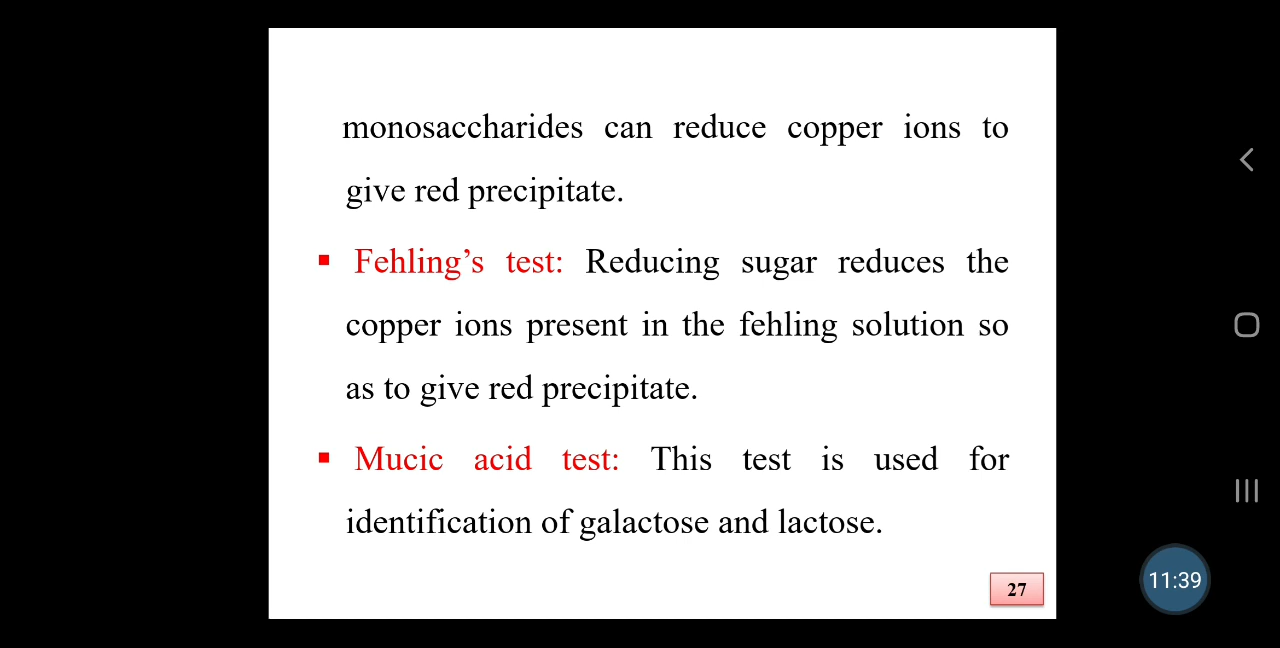 monosaccharides can reduce copper ions to
give red precipitate.
▪ Fehling’s test: Reducing sugar reduces the
copper ions present in the fehling solution so
as to give red precipitate.
▪ Mucic acid test: This test is used for
identification of galactose and lactose.
27
11:39